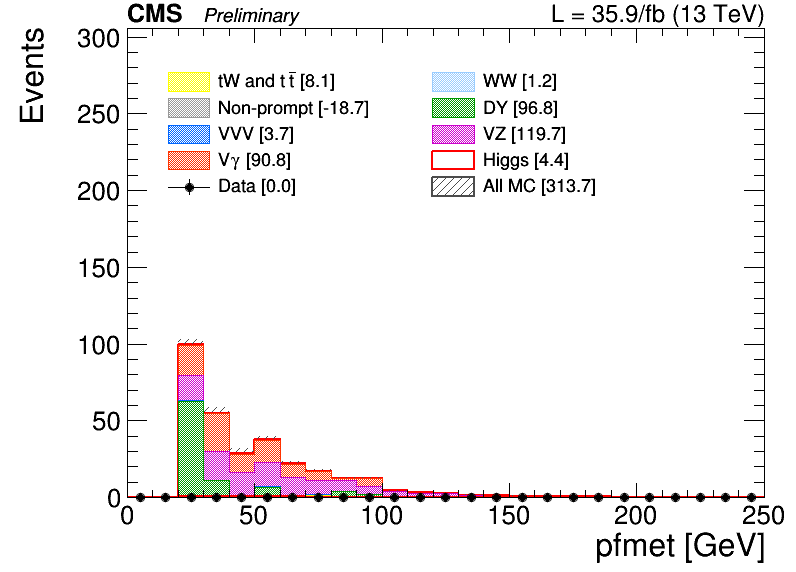 CMS Preliminary L = 35.9/fb (13 TeV)
Events
300
250
200
150
100
50
0
tW and t t̅ [8.1]
WW [1.2]
Non-prompt [-18.7]
DY [96.8]
VVV [3.7]
VZ [119.7]
Vγ [90.8]
Higgs [4.4]
Data [0.0]
All MC [313.7]
0 50 100 150 200 250
pfmet [GeV]